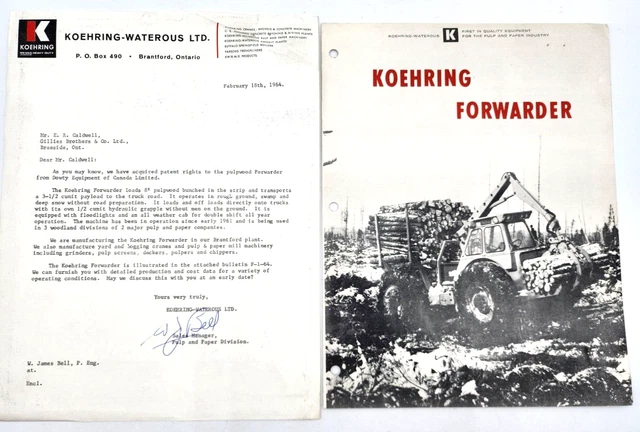 K
KOEHRING
KOEHRING-WATEROUS LTD.
P. O. Box 490 • Brantford, Ontario
February 18th, 1964.
Mr. E. S. Caldwell,
Gillies Brothers & Co. Ltd.,
Braeside, Ont.
Dear Mr. Caldwell:
As you may know, we have acquired patent rights to the pulpwood Forwarder
from Dowty Equipment of Canada Limited.
The Koehring Forwarder loads 8' pulpwood bunched in the strip and transports
a 3-1/2 cunit payload to the truck road. It operates in rough ground, swamp and
deep snow without road preparation. It loads and off loads directly onto trucks
with its own 1/2 cunit hydraulic grapple without men on the ground. It is
equipped with floodlights and an all weather cab for double shift all year
operation. The machine has been in operation since early 1961 and is being used
in 3 woodland divisions of 2 major pulp and paper companies.
We are manufacturing the Koehring Forwarder in our Brantford plant.
We also manufacture yard and logging cranes and pulp & paper mill machinery
including grinders, pulp screens, deckers, pulpers and chippers.
The Koehring Forwarder is illustrated in the attached bulletin F-1-64.
We can furnish you with detailed production and cost data for a variety of
operating conditions. May we discuss this with you at an early date?
Yours very truly,
KOEHRING-WATEROUS LTD.
W J Bell
Sales Manager,
Pulp and Paper Division.
W. James Bell, P. Eng.
at.
Encl.
KOEHRING-WATEROUS K FIRST IN QUALITY EQUIPMENT
FOR THE PULP AND PAPER INDUSTRY
KOEHRING
FORWARDER